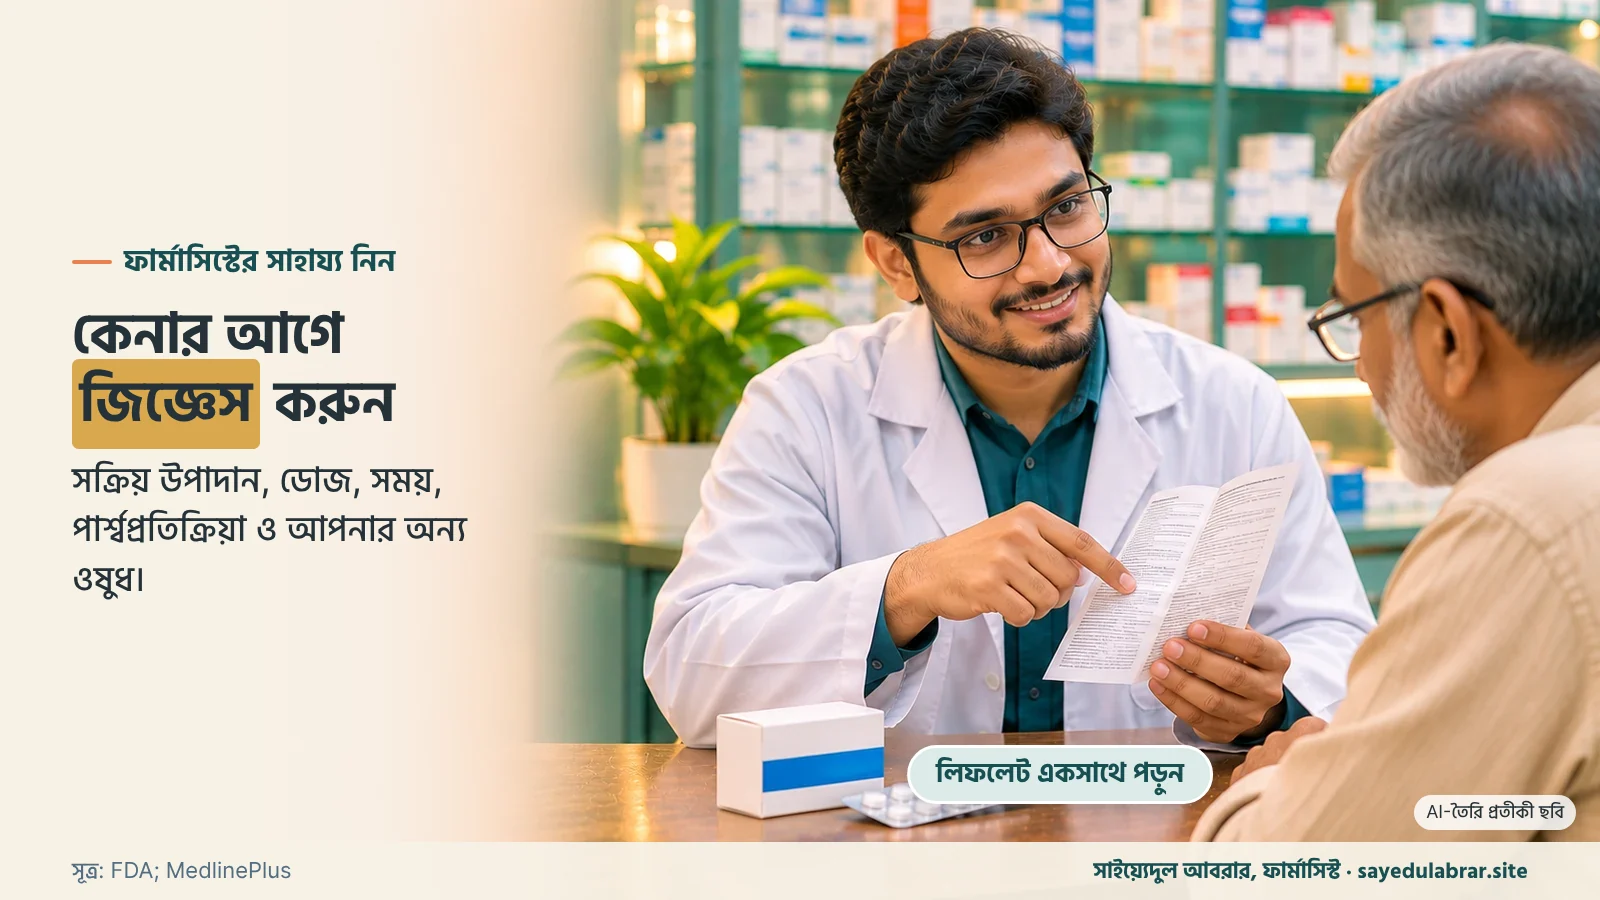 ফার্মাসিস্টের সাহায্য নিন
কেনার আগে
জিজ্ঞেস করুন
সক্রিয় উপাদান, ডোজ, সময়,
পার্শ্বপ্রতিক্রিয়া ও আপনার অন্য
ওষুধ।
লিফলেট একসাথে পড়ুন
AI-তৈরি প্রতীকী ছবি
সূত্র: FDA; MedlinePlus
সাইয়্যেদুল আবরার, ফার্মাসিস্ট · sayedulabrar.site